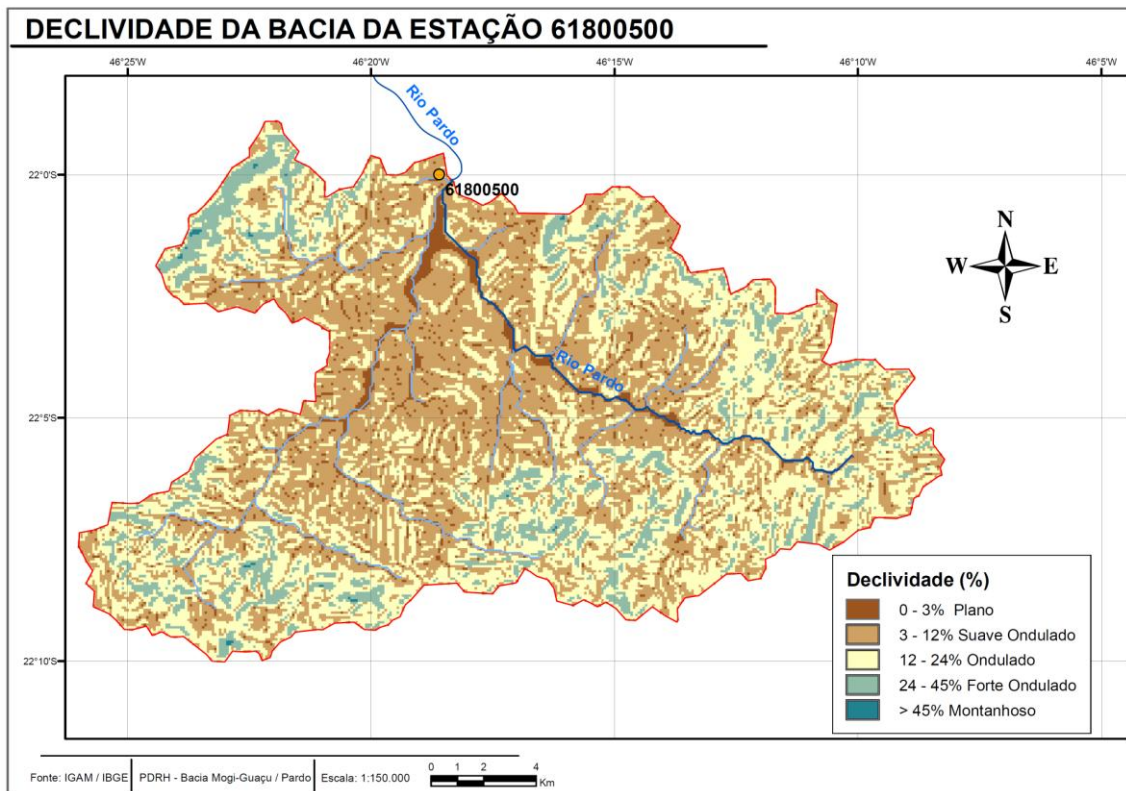 DECLIVIDADE DA BACIA DA ESTAÇÃO 61800500
46°25'W
46°20'W
46°15'W
46°10'W
46°5'W
Rio Pardo
22°0'S
61800500
N
W
E
S
Rio Pardo
22°5'S
22°10'S
Declividade (%)
0 - 3% Plano
3 - 12% Suave Ondulado
12 - 24% Ondulado
24 - 45% Forte Ondulado
> 45% Montanhoso
Fonte: IGAM / IBGE
PDRH - Bacia Mogi-Guaçu / Pardo
Escala: 1:150.000
0 1 2 4
Km